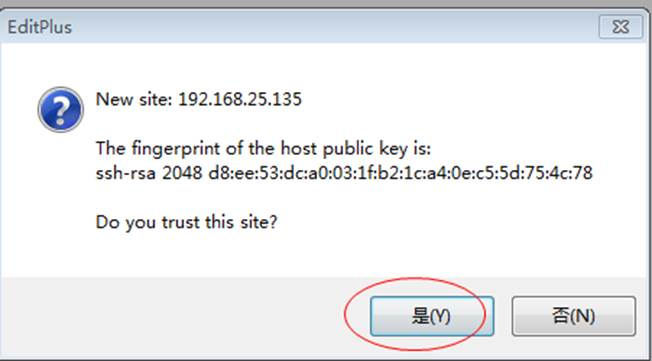 EditPlus
New site: 192.168.25.135
The fingerprint of the host public key is:
ssh-rsa 2048 d8:ee:53:dc:a0:03:1f:b2:1c:a4:0e:c5:5d:75:4c:78
Do you trust this site?
是(Y)
否(N)